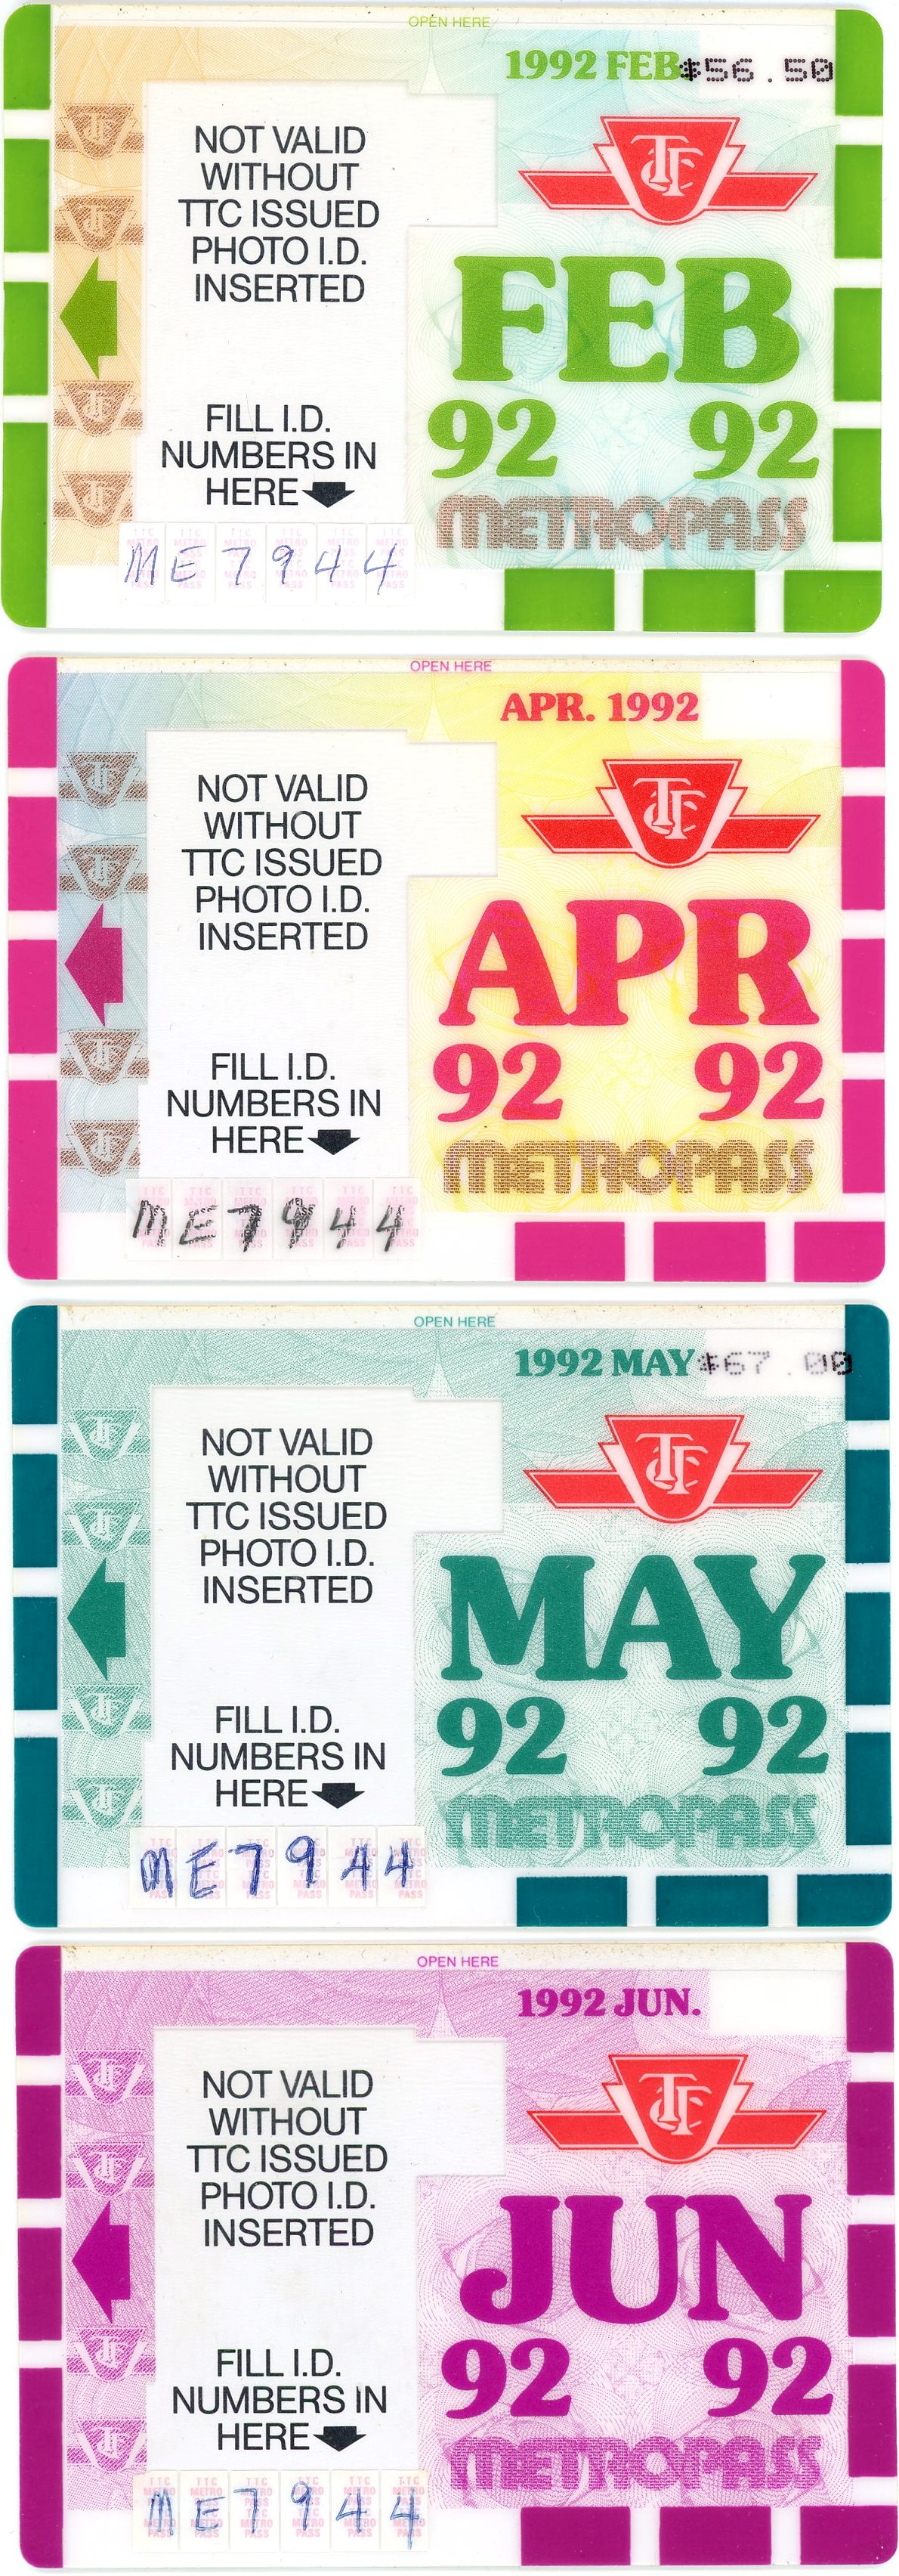 OPEN HERE
1992 FEB $56.50
NOT VALID
WITHOUT
TTC ISSUED
PHOTO I.D.
INSERTED
TTC
FEB
92 92
FILL I.D.
NUMBERS IN
HERE
METROPASS
ME7944
OPEN HERE
APR. 1992
NOT VALID
WITHOUT
TTC ISSUED
PHOTO I.D.
INSERTED
TTC
APR
92 92
FILL I.D.
NUMBERS IN
HERE
METROPASS
ME7944
OPEN HERE
1992 MAY $67.00
NOT VALID
WITHOUT
TTC ISSUED
PHOTO I.D.
INSERTED
TTC
MAY
92 92
FILL I.D.
NUMBERS IN
HERE
METROPASS
ME7944
OPEN HERE
1992 JUN.
NOT VALID
WITHOUT
TTC ISSUED
PHOTO I.D.
INSERTED
TTC
JUN
92 92
FILL I.D.
NUMBERS IN
HERE
METROPASS
ME7944